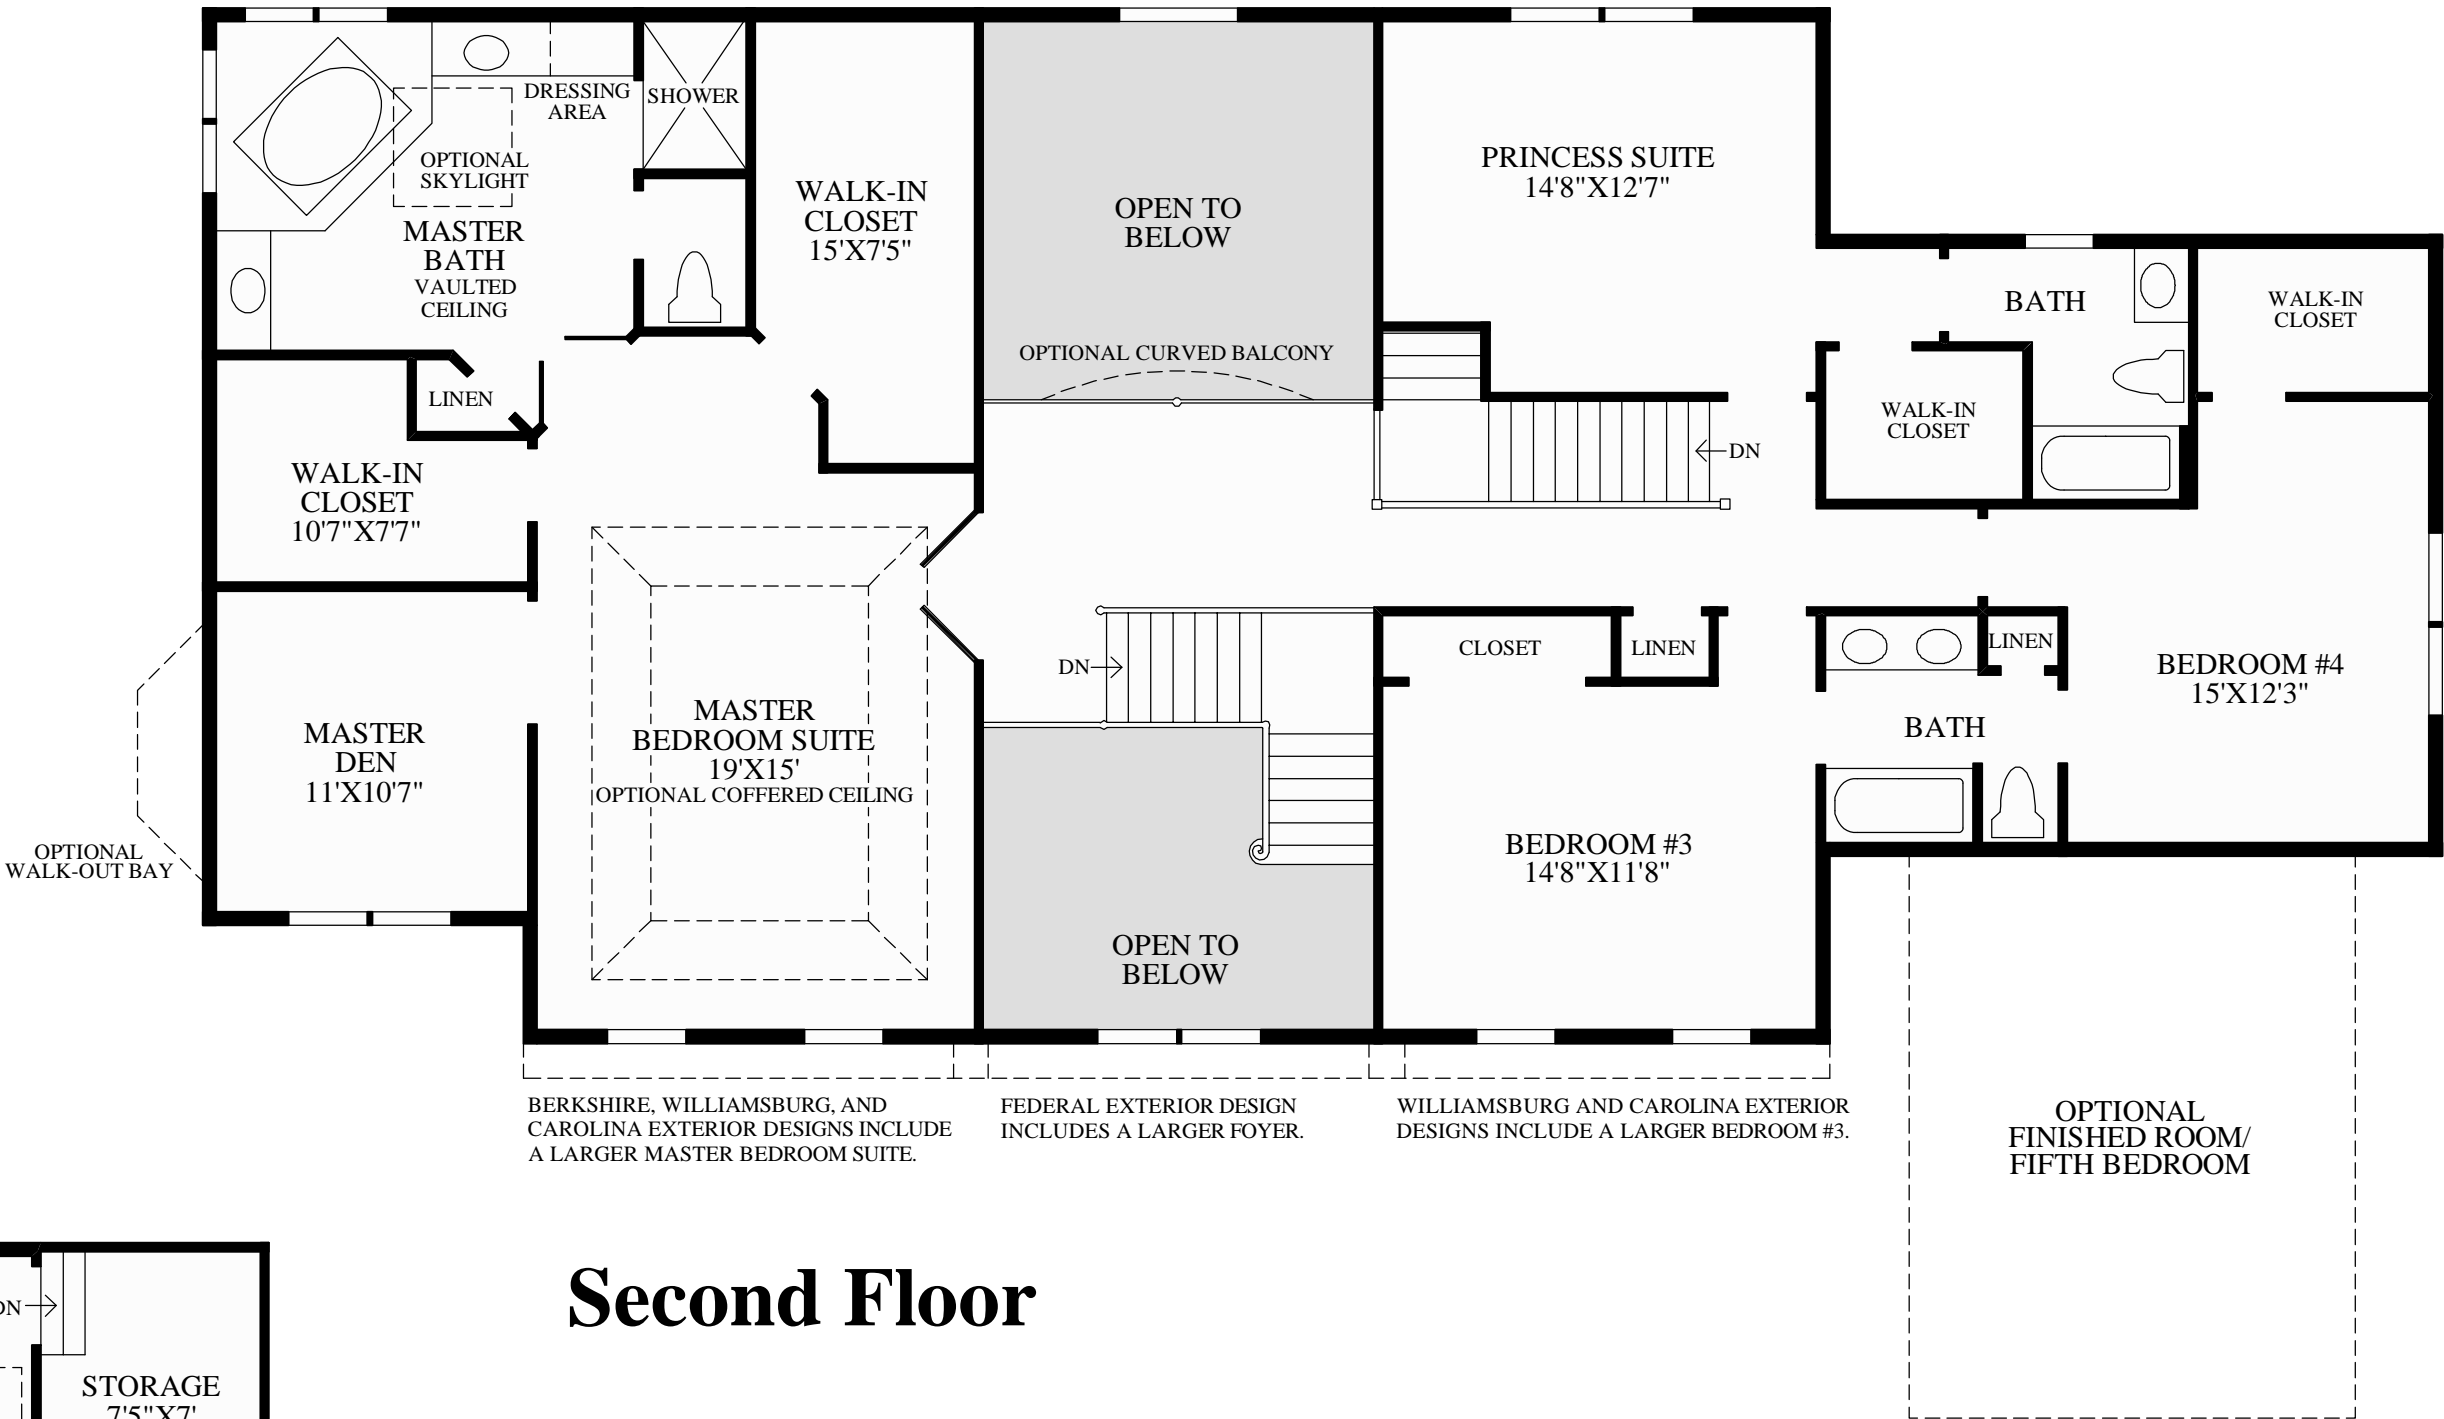 DRESSING
AREA
SHOWER
OPTIONAL
SKYLIGHT
MASTER
BATH
VAULTED
CEILING
WALK-IN
CLOSET
15'X7'5"
OPEN TO
BELOW
OPTIONAL CURVED BALCONY
PRINCESS SUITE
14'8"X12'7"
BATH
WALK-IN
CLOSET
WALK-IN
CLOSET
DN
LINEN
WALK-IN
CLOSET
10'7"X7'7"
MASTER
DEN
11'X10'7"
OPTIONAL
WALK-OUT BAY
MASTER
BEDROOM SUITE
19'X15'
OPTIONAL COFFERED CEILING
DN
OPEN TO
BELOW
CLOSET
LINEN
BEDROOM #3
14'8"X11'8"
LINEN
BATH
BEDROOM #4
15'X12'3"
BERKSHIRE, WILLIAMSBURG, AND
CAROLINA EXTERIOR DESIGNS INCLUDE
A LARGER MASTER BEDROOM SUITE.
FEDERAL EXTERIOR DESIGN
INCLUDES A LARGER FOYER.
WILLIAMSBURG AND CAROLINA EXTERIOR
DESIGNS INCLUDE A LARGER BEDROOM #3.
OPTIONAL
FINISHED ROOM/
FIFTH BEDROOM
Second Floor
DN
STORAGE
7'5"X7'